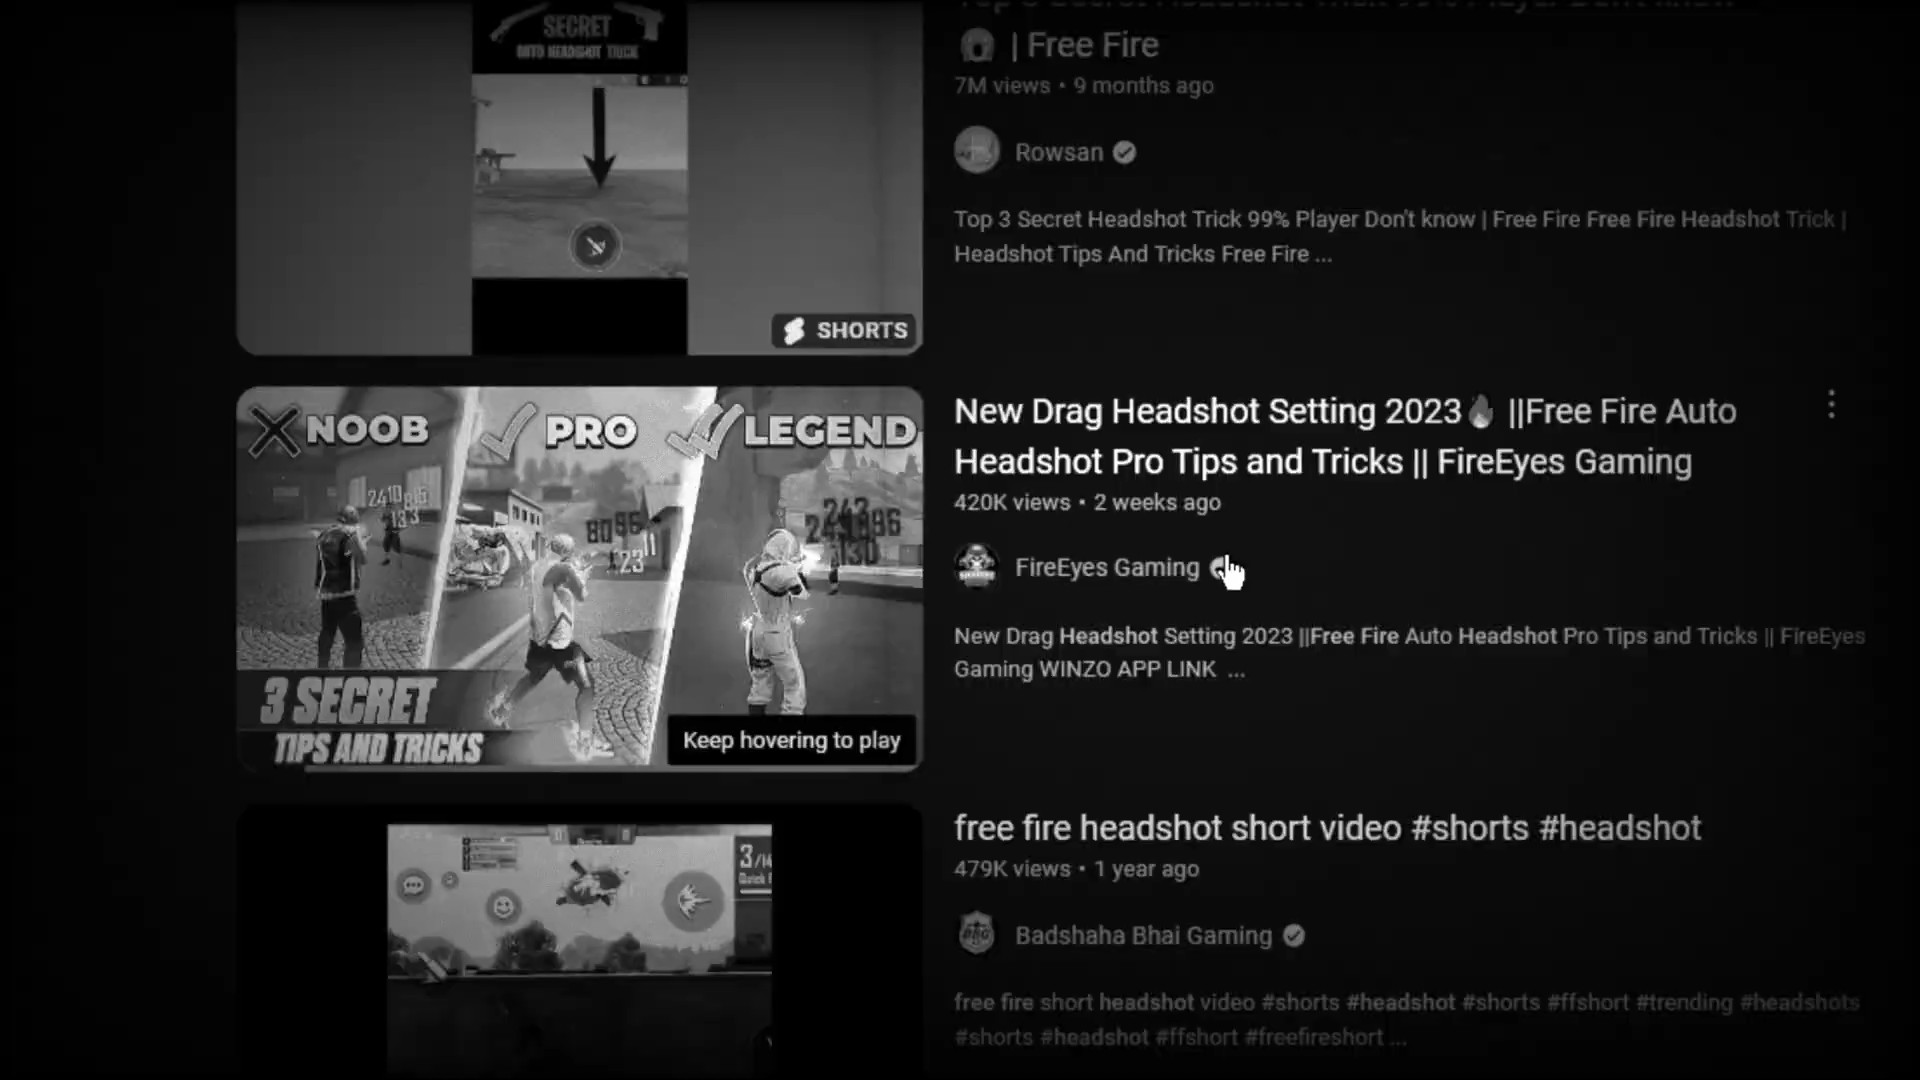 SECRET
AUTO HEADSHOT TRICK
| Free Fire
7M views • 9 months ago
Rowsan
Top 3 Secret Headshot Trick 99% Player Don't know | Free Fire Free Fire Headshot Trick |
Headshot Tips And Tricks Free Fire ...
SHORTS
NOOB
PRO
LEGEND
3 SECRET
TIPS AND TRICKS
Keep hovering to play
New Drag Headshot Setting 2023🔥 ||Free Fire Auto
Headshot Pro Tips and Tricks || FireEyes Gaming
420K views • 2 weeks ago
FireEyes Gaming
New Drag Headshot Setting 2023 ||Free Fire Auto Headshot Pro Tips and Tricks || FireEyes
Gaming WINZO APP LINK ...
free fire headshot short video #shorts #headshot
479K views • 1 year ago
Badshaha Bhai Gaming
free fire short headshot video #shorts #headshot #shorts #ffshort #trending #headshots
#shorts #headshot #ffshort #freefireshort ...